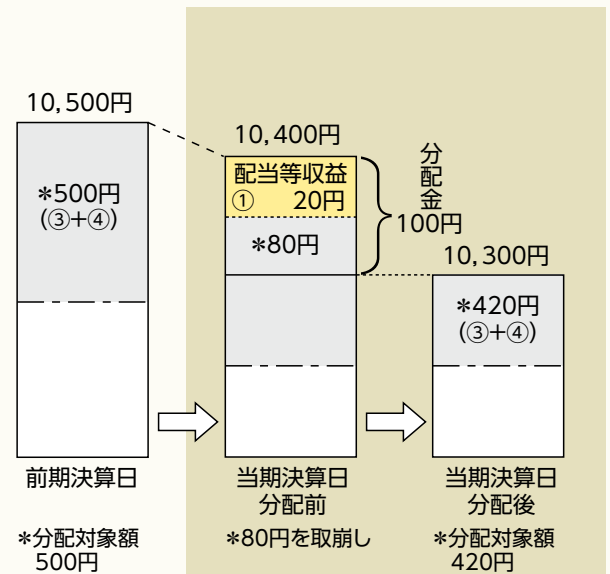 10,500円
*500円
(③+④)
前期決算日
*分配対象額
500円
10,400円
配当等収益
① 20円
*80円
分配金
100円
当期決算日
分配前
*80円を取崩し
10,300円
*420円
(③+④)
当期決算日
分配後
*分配対象額
420円